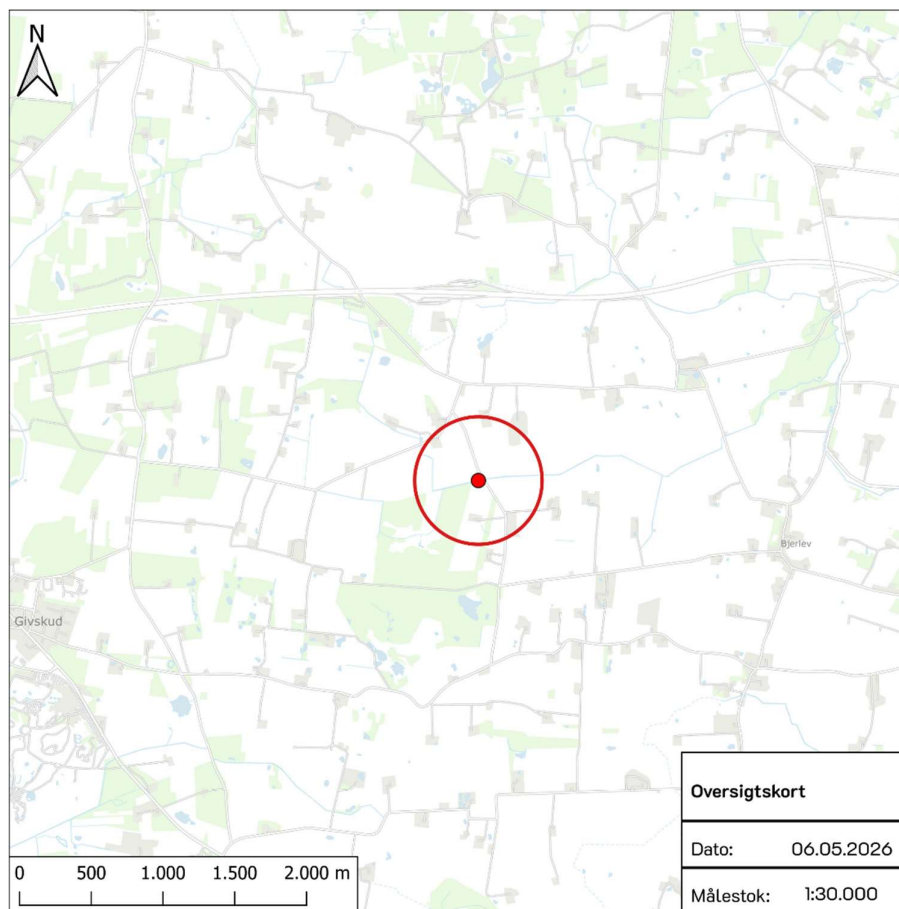 N
Bjerlev
Givskud
Oversigtskort
Dato: 06.05.2026
Målestok: 1:30.000
0 500 1.000 1.500 2.000 m